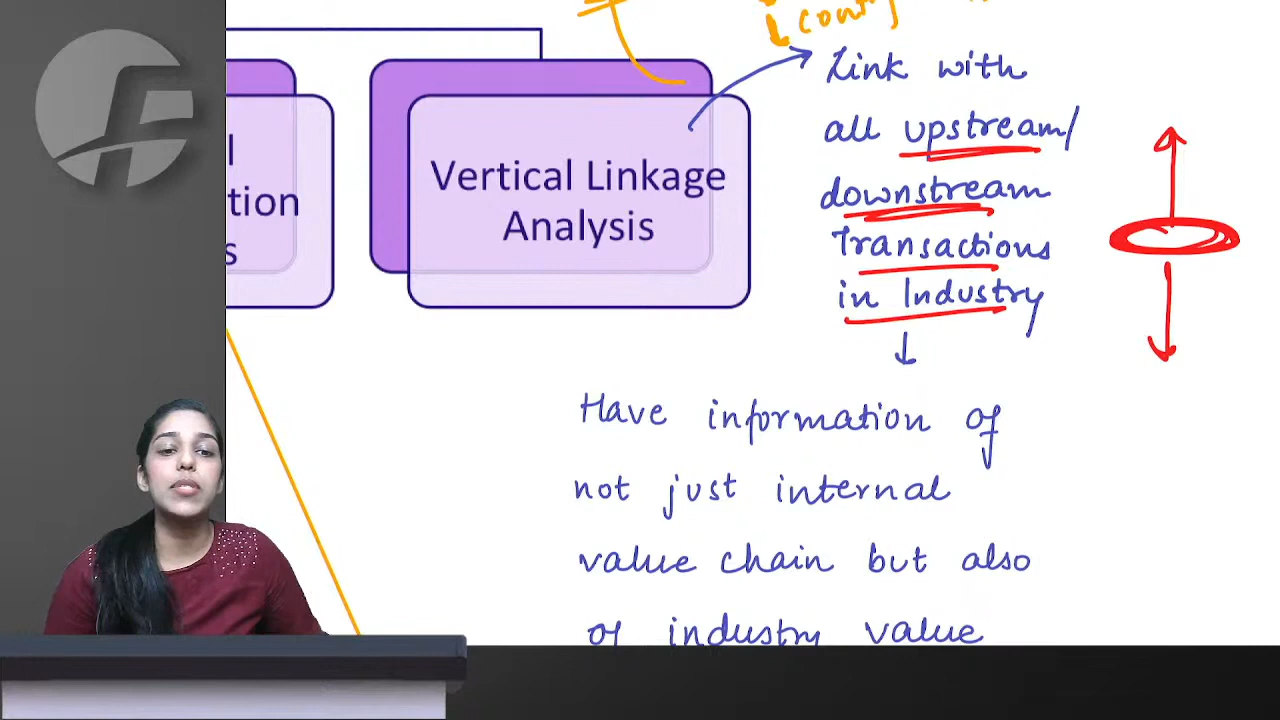 (conty
Link with
all upstream/
downstream
Transactions
in Industry
l
tion
s
Vertical Linkage
Analysis
Have information of
not just internal
value chain but also
of industry value